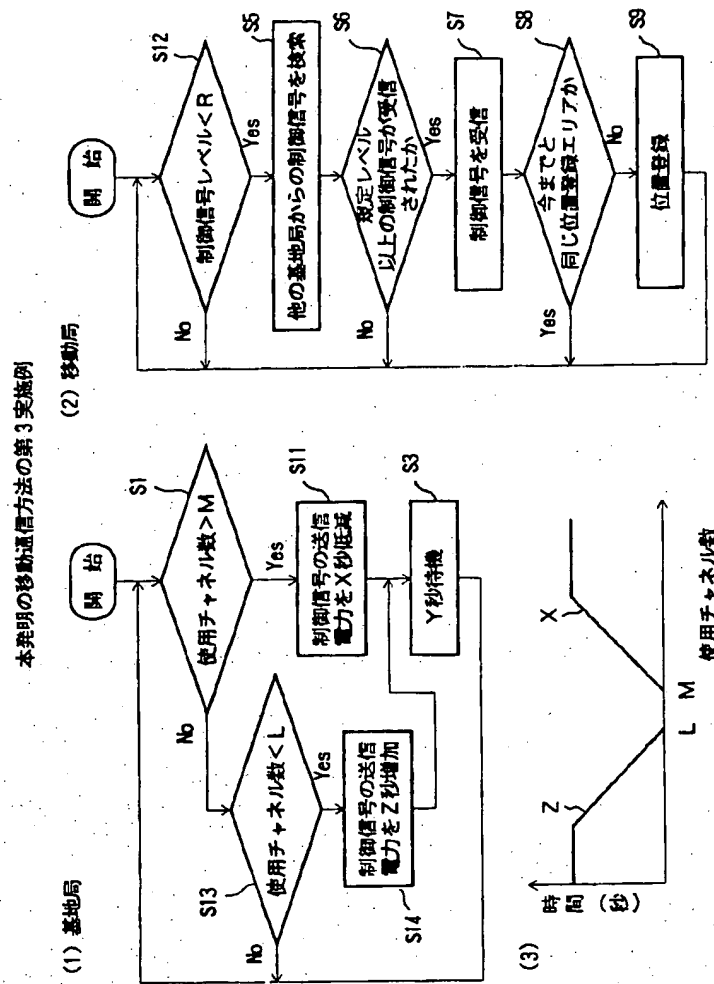 本発明の移動通信方法の第3実施例
(1) 基地局
開 始
使用チャネル数>M
S1
No
Yes
使用チャネル数<L
S13
No
Yes
制御信号の送信
電力をX秒低減
S11
制御信号の送信
電力をZ秒増加
S14
Y秒待機
S3
(2) 移動局
開 始
制御信号レベル<R
S12
No
Yes
他の基地局からの制御信号を検索
S5
規定レベル
以上の制御信号が受信
されたか
S6
No
Yes
制御信号を受信
S7
今までと
同じ位置登録エリアか
S8
Yes
No
位置登録
S9
(3)
時間(秒)
Z
X
L
M
使用チャネル数